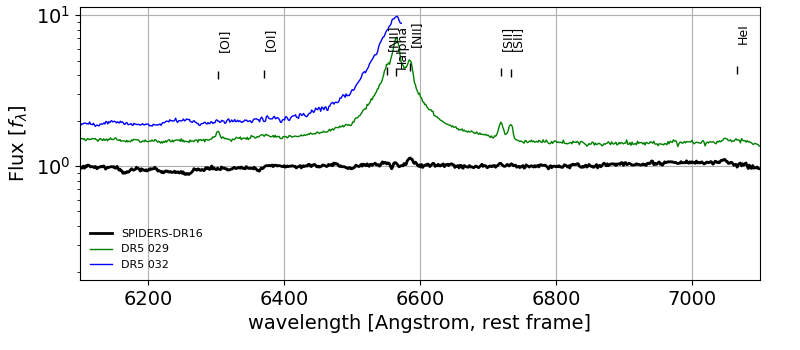 10¹
[OI]
[OI]
[NII]
Halpha
[NII]
[SII]
[SII]
HeI
Flux [fλ]
10⁰
SPIDERS-DR16
DR5 029
DR5 032
6200 6400 6600 6800 7000
wavelength [Angstrom, rest frame]